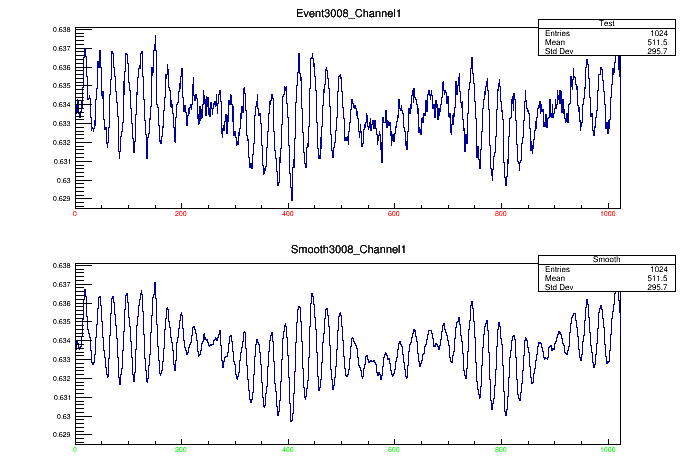 Event3008_Channel1
Test
Entries 1024
Mean 511.5
Std Dev 295.7
0.638
0.637
0.636
0.635
0.634
0.633
0.632
0.631
0.63
0.629
0 200 400 600 800 1000
Smooth3008_Channel1
Smooth
Entries 1024
Mean 511.5
Std Dev 295.7
0.638
0.637
0.636
0.635
0.634
0.633
0.632
0.631
0.63
0.629
0 200 400 600 800 1000